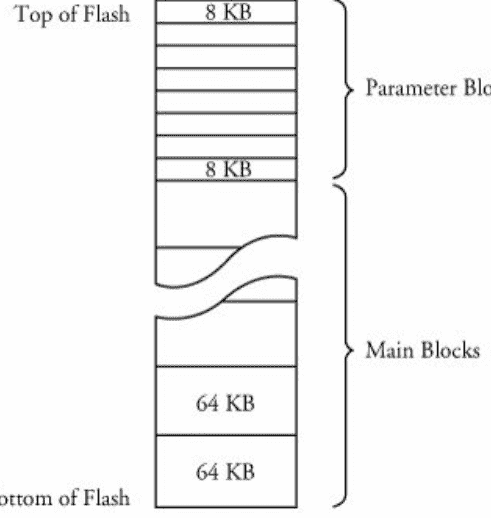 Top of Flash
8 KB
Parameter Blo
8 KB
Main Blocks
64 KB
64 KB
ottom of Flash